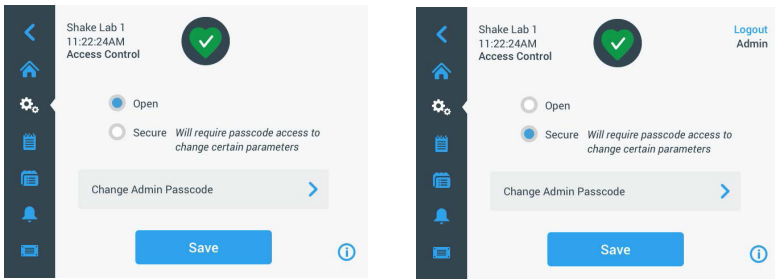 Shake Lab 1
11:22:24AM
Access Control
Open
Secure Will require passcode access to
change certain parameters
Change Admin Passcode
Save
Shake Lab 1
11:22:24AM
Access Control
Logout
Admin
Open
Secure Will require passcode access to
change certain parameters
Change Admin Passcode
Save